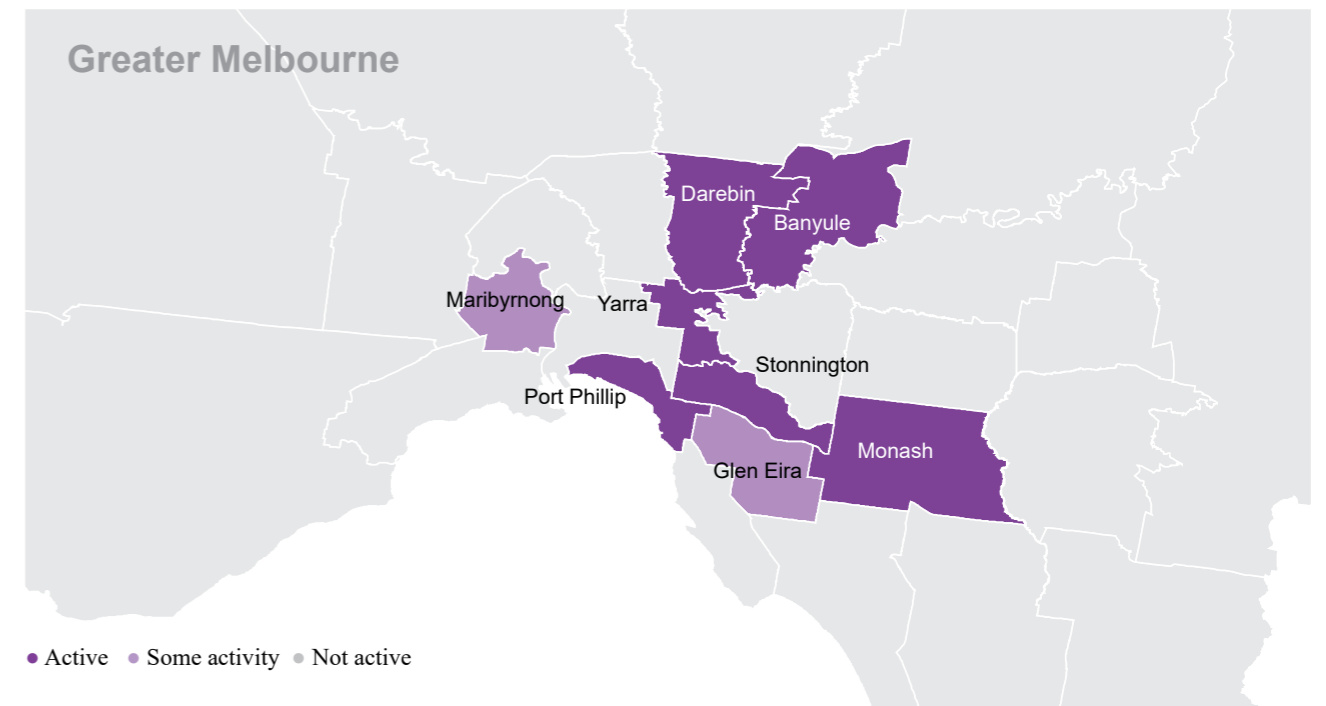 Greater Melbourne
Darebin
Banyule
Maribyrnong
Yarra
Stonnington
Port Phillip
Monash
Glen Eira
Active Some activity Not active